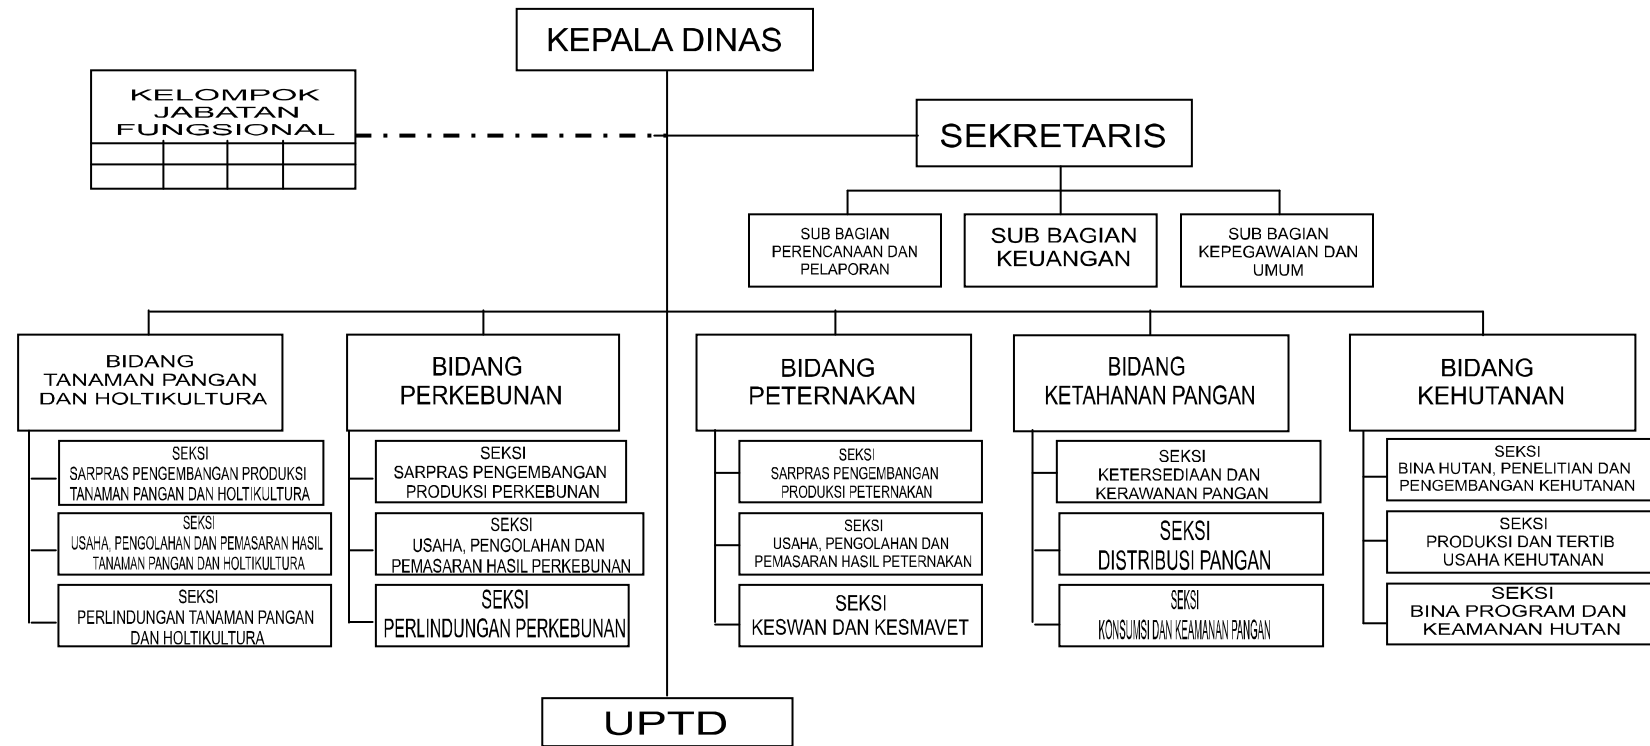 KEPALA DINAS
KELOMPOK
JABATAN
FUNGSIONAL
SEKRETARIS
SUB BAGIAN
PERENCANAAN DAN
PELAPORAN
SUB BAGIAN
KEUANGAN
SUB BAGIAN
KEPEGAWAIAN DAN
UMUM
BIDANG
TANAMAN PANGAN
DAN HOLTIKULTURA
BIDANG
PERKEBUNAN
BIDANG
PETERNAKAN
BIDANG
KETAHANAN PANGAN
BIDANG
KEHUTANAN
SEKSI
SARPRAS PENGEMBANGAN PRODUKSI
TANAMAN PANGAN DAN HOLTIKULTURA
SEKSI
USAHA, PENGOLAHAN DAN PEMASARAN HASIL
TANAMAN PANGAN DAN HOLTIKULTURA
SEKSI
PERLINDUNGAN TANAMAN PANGAN
DAN HOLTIKULTURA
SEKSI
SARPRAS PENGEMBANGAN
PRODUKSI PERKEBUNAN
SEKSI
USAHA, PENGOLAHAN DAN
PEMASARAN HASIL PERKEBUNAN
SEKSI
PERLINDUNGAN PERKEBUNAN
SEKSI
SARPRAS PENGEMBANGAN
PRODUKSI PETERNAKAN
SEKSI
USAHA, PENGOLAHAN DAN
PEMASARAN HASIL PETERNAKAN
SEKSI
KESWAN DAN KESMAVET
SEKSI
KETERSEDIAAN DAN
KERAWANAN PANGAN
SEKSI
DISTRIBUSI PANGAN
SEKSI
KONSUMSI DAN KEAMANAN PANGAN
SEKSI
BINA HUTAN, PENELITIAN DAN
PENGEMBANGAN KEHUTANAN
SEKSI
PRODUKSI DAN TERTIB
USAHA KEHUTANAN
SEKSI
BINA PROGRAM DAN
KEAMANAN HUTAN
UPTD